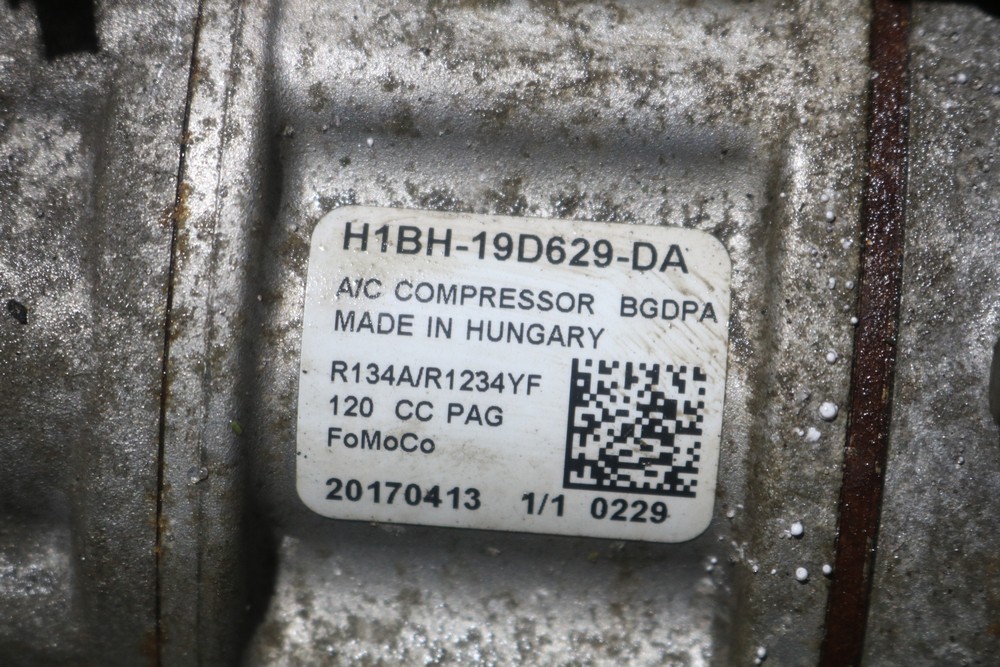 H1BH-19D629-DA
A/C COMPRESSOR BGDPA
MADE IN HUNGARY
R134A/R1234YF
120 CC PAG
FoMoCo
20170413 1/1 0229